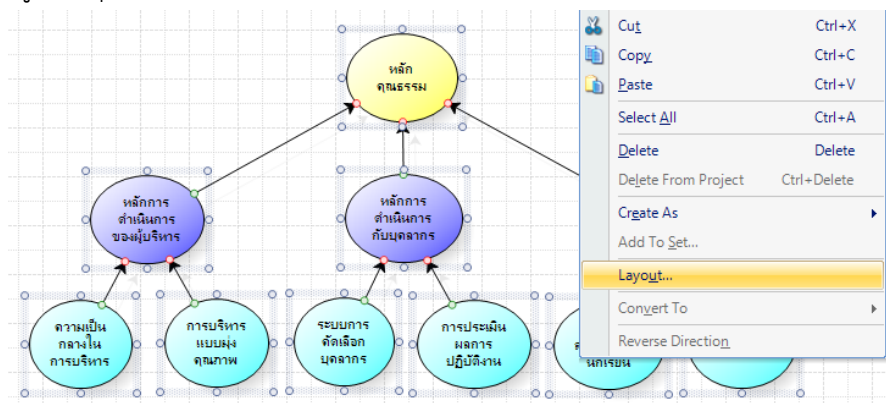 หลัก
คุณธรรม
หลักการ
ดำเนินการ
ของผู้บริหาร
หลักการ
ดำเนินการ
กับบุคลากร
ความเป็น
กลางใน
การบริหาร
การบริหาร
แบบมุ่ง
คุณภาพ
ระบบการ
คัดเลือก
บุคลากร
การประเมิน
ผลการ
ปฏิบัติงาน
นักเรียน
Cut Ctrl+X
Copy Ctrl+C
Paste Ctrl+V
Select All Ctrl+A
Delete Delete
Delete From Project Ctrl+Delete
Create As
Add To Set...
Layout...
Convert To
Reverse Direction